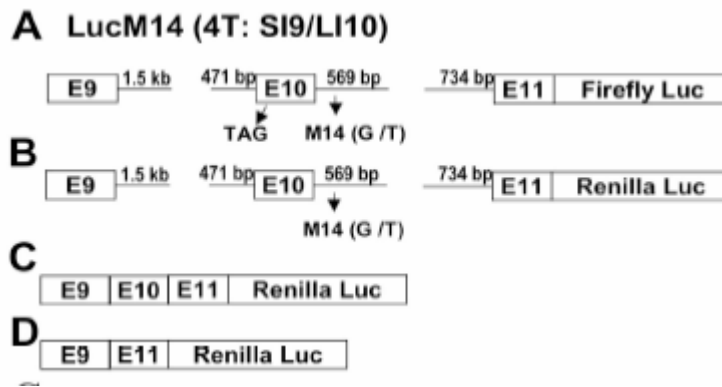 A LucM14 (4T: SI9/LI10)
E9 1.5 kb 471 bp E10 569 bp 734 bp E11 Firefly Luc
TAG M14 (G /T)
B
E9 1.5 kb 471 bp E10 569 bp 734 bp E11 Renilla Luc
M14 (G /T)
C
E9 E10 E11 Renilla Luc
D
E9 E11 Renilla Luc